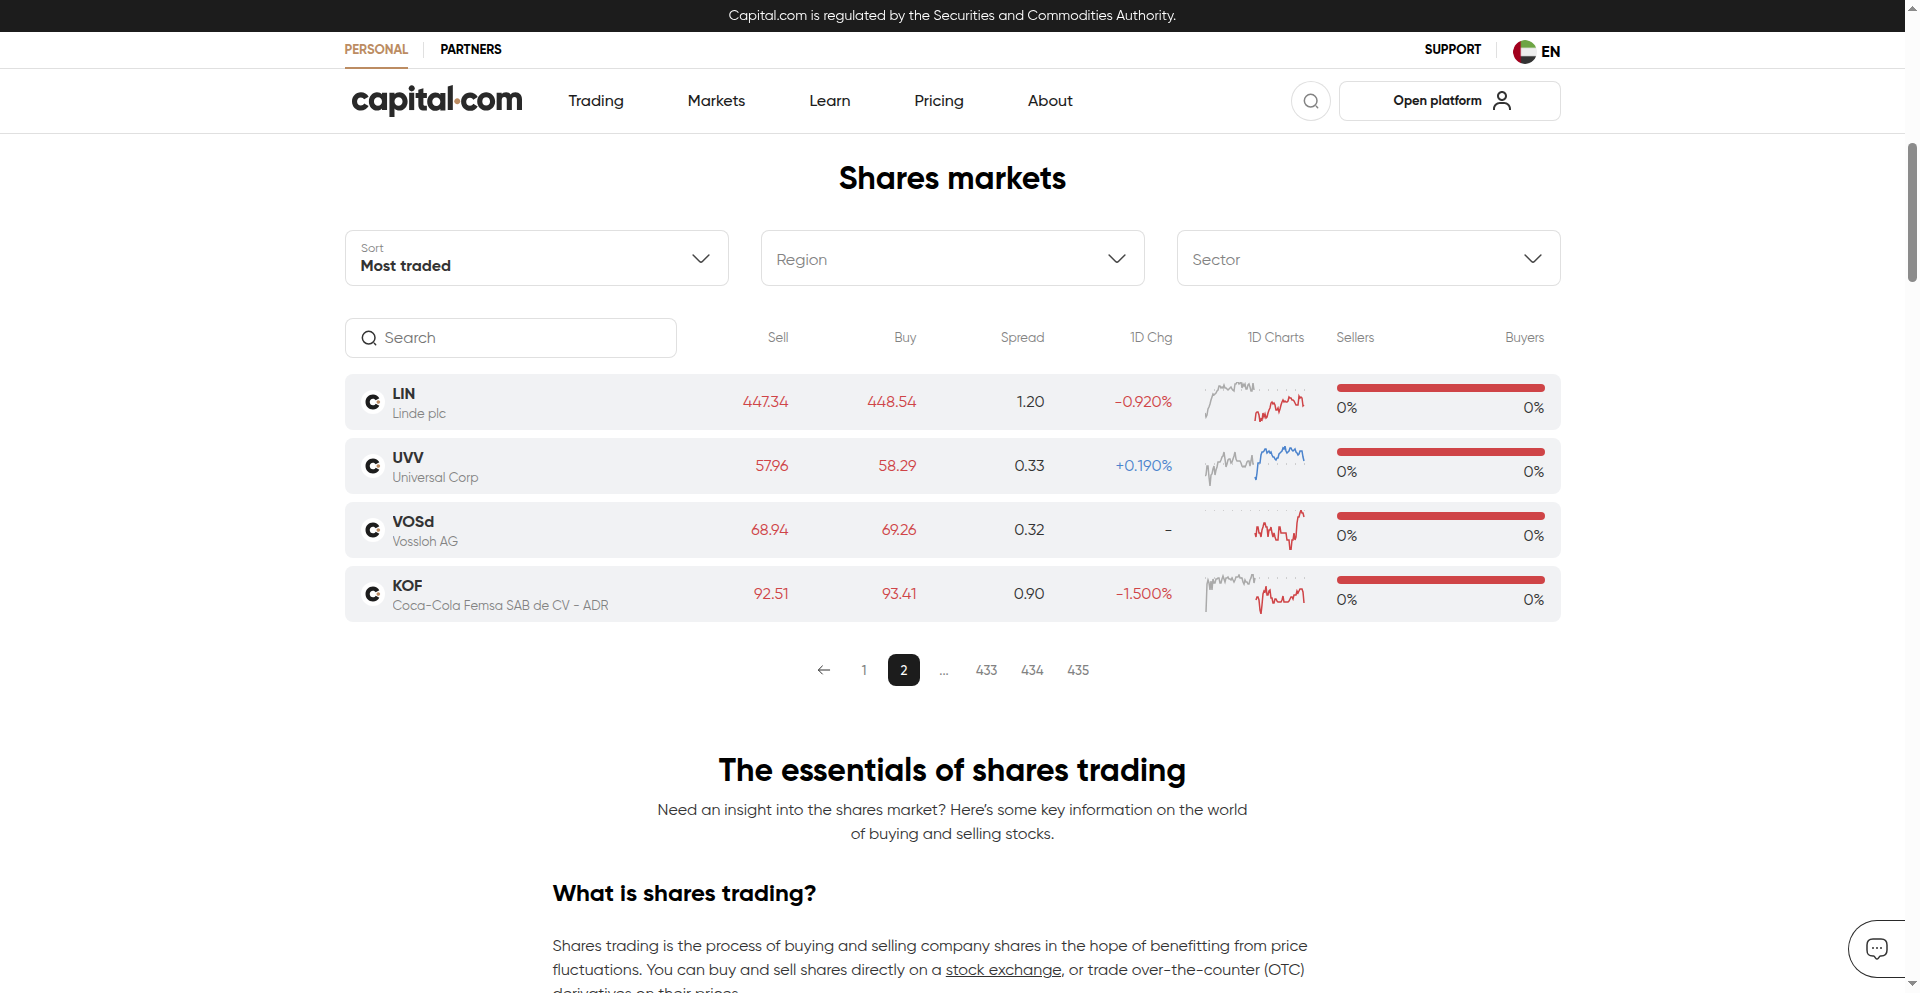 Capital.com is regulated by the Securities and Commodities Authority.
PERSONAL PARTNERS SUPPORT EN
capital.com Trading Markets Learn Pricing About Open platform
Shares markets
Sort
Most traded
Region
Sector
Search Sell Buy Spread 1D Chg 1D Charts Sellers Buyers
LIN
Linde plc
447.34 448.54 1.20 -0.920% 0% 0%
UVV
Universal Corp
57.96 58.29 0.33 +0.190% 0% 0%
VOSd
Vossloh AG
68.94 69.26 0.32 - 0% 0%
KOF
Coca-Cola Femsa SAB de CV - ADR
92.51 93.41 0.90 -1.500% 0% 0%
1 2 ... 433 434 435
The essentials of shares trading
Need an insight into the shares market? Here’s some key information on the world
of buying and selling stocks.
What is shares trading?
Shares trading is the process of buying and selling company shares in the hope of benefitting from price
fluctuations. You can buy and sell shares directly on a stock exchange, or trade over-the-counter (OTC)
derivatives on their prices.